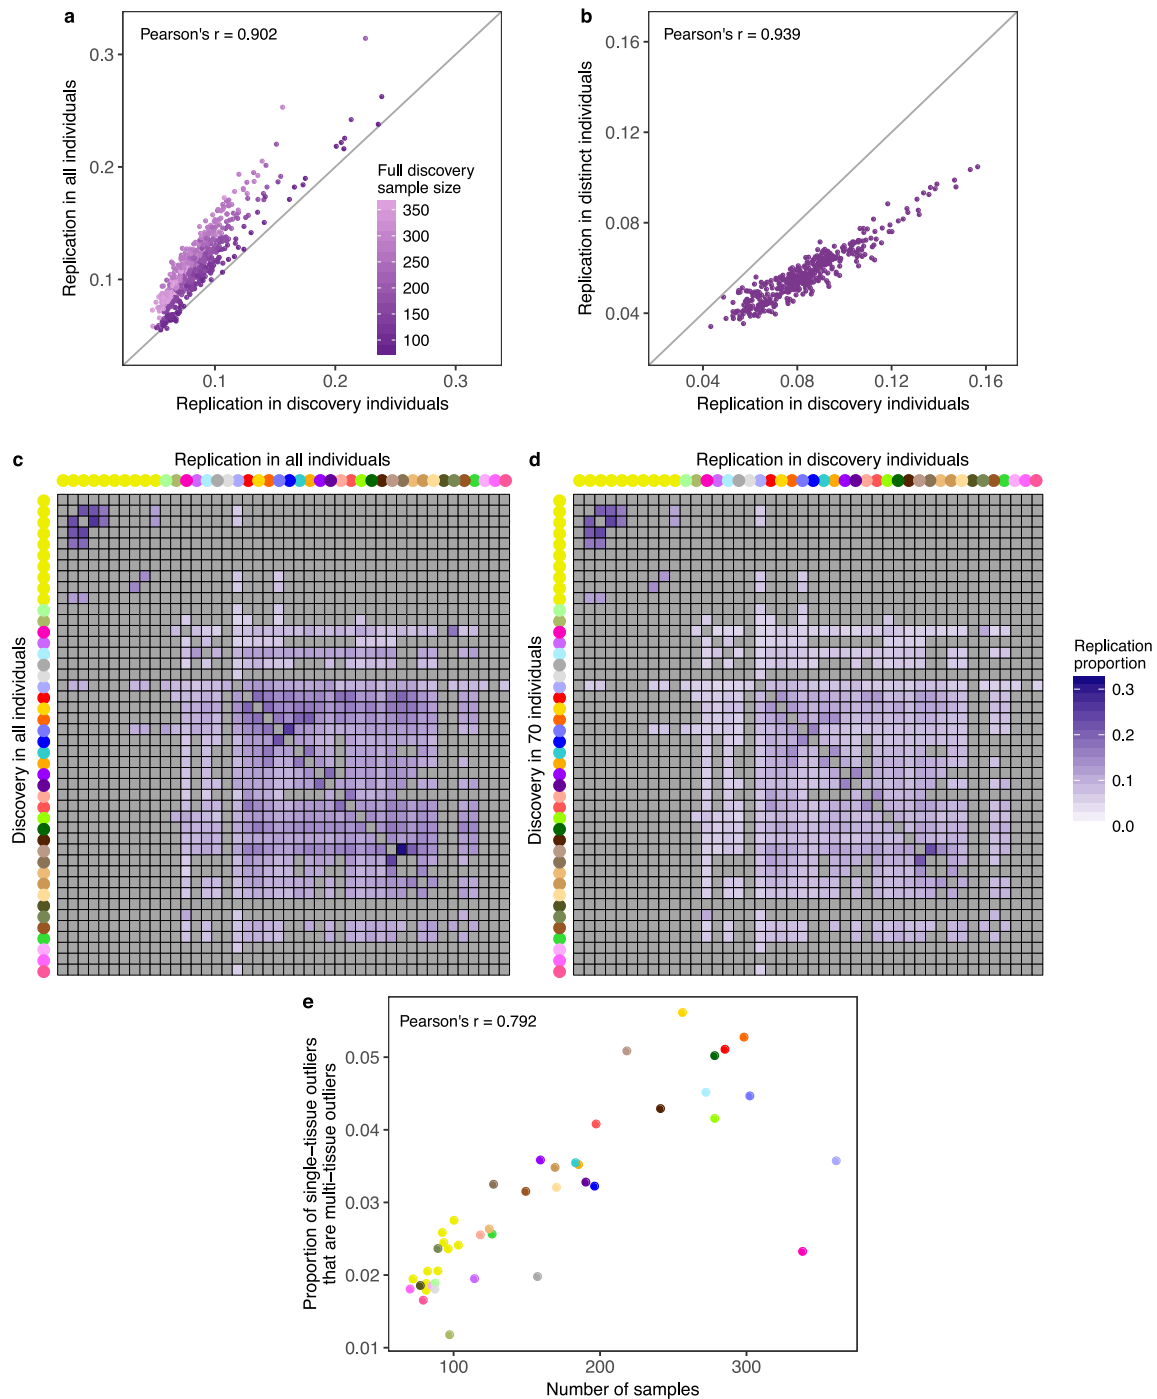 a
Pearson's r = 0.902
Replication in all individuals
0.3
0.2
0.1
Full discovery
sample size
350
300
250
200
150
100
0.1
0.2
0.3
Replication in discovery individuals
b
Pearson's r = 0.939
Replication in distinct individuals
0.16
0.12
0.08
0.04
0.04
0.08
0.12
0.16
Replication in discovery individuals
c
Replication in all individuals
Discovery in all individuals
d
Replication in discovery individuals
Discovery in 70 individuals
Replication
proportion
0.3
0.2
0.1
0.0
e
Pearson's r = 0.792
Proportion of single−tissue outliers
that are multi−tissue outliers
0.05
0.04
0.03
0.02
0.01
100
200
300
Number of samples